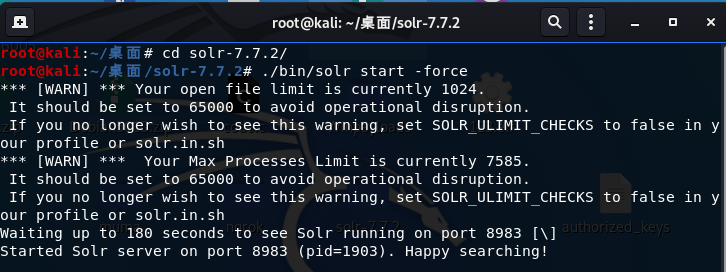 root@kali: ~/桌面/solr-7.7.2
root@kali:~/桌面# cd solr-7.7.2/
root@kali:~/桌面/solr-7.7.2# ./bin/solr start -force
*** [WARN] *** Your open file limit is currently 1024.
 It should be set to 65000 to avoid operational disruption.
 If you no longer wish to see this warning, set SOLR_ULIMIT_CHECKS to false in y
our profile or solr.in.sh
*** [WARN] ***  Your Max Processes Limit is currently 7585.
 It should be set to 65000 to avoid operational disruption.
 If you no longer wish to see this warning, set SOLR_ULIMIT_CHECKS to false in y
our profile or solr.in.sh
Waiting up to 180 seconds to see Solr running on port 8983 [\]
Started Solr server on port 8983 (pid=1903). Happy searching!
solr-7.7.2
authorized_keys